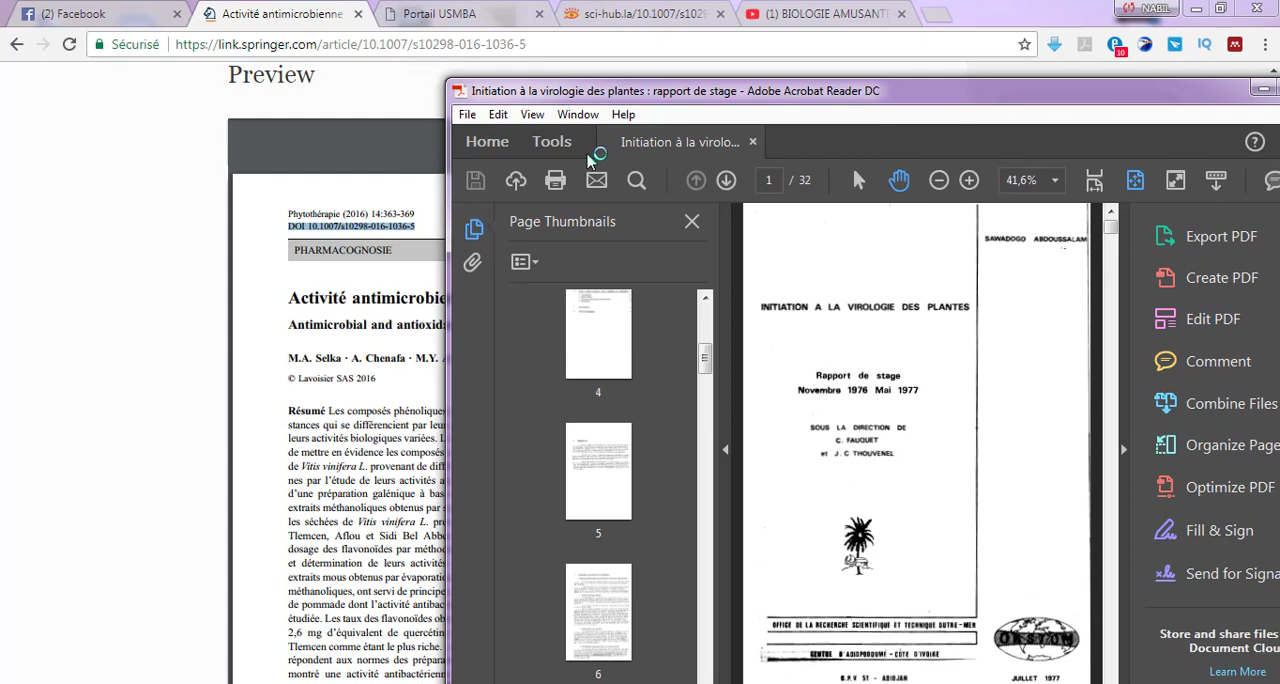 (2) Facebook
Activité antimicrobienne
Portail USMBA
sci-hub.la/10.1007/s1029
(1) BIOLOGIE AMUSANT
NABIL
Sécurisé
https://link.springer.com/article/10.1007/s10298-016-1036-5
10
IQ
Preview
Phytothérapie (2016) 14:363-369
DOI 10.1007/s10298-016-1036-5
PHARMACOGNOSIE
Activité antimicrobie
Antimicrobial and antioxid
M.A. Selka · A. Chenafa · M.Y.
© Lavoisier SAS 2016
Résumé Les composés phénoliques
stances qui se différencient par leur
leurs activités biologiques variées. L
de mettre en évidence les composés
de Vitis vinifera L. provenant de diff
nes par l'étude de leurs activités a
d'une préparation galénique à bas
extraits méthanoliques obtenus par s
les séchées de Vitis vinifera L. pr
Tlemcen, Aflou et Sidi Bel Abbe
dosage des flavonoïdes par méthod
et détermination de leurs activités
extraits mous obtenus par évaporati
méthanoliques, ont servi de principe
de pommade dont l'activité antibac
étudiée. Les taux des flavonoïdes ob
2,6 mg d'équivalent de quercétin
Tlemcen comme étant le plus riche.
répondent aux normes des prépara
montré une activité antibactérien
Initiation à la virologie des plantes : rapport de stage - Adobe Acrobat Reader DC
File Edit View Window Help
Home Tools Initiation à la virolo...
1 / 32 41,6%
Page Thumbnails
4
5
6
SAWADOGO ABDOUSSALAM
INITIATION A LA VIROLOGIE DES PLANTES
Rapport de stage
Novembre 1976 Mai 1977
SOUS LA DIRECTION DE
C. FAUQUET
et J.C THOUVENEL
OFFICE DE LA RECHERCHE SCIENTIFIQUE ET TECHNIQUE OUTRE-MER
CENTRE D'ADIOPODOUME - CÔTE D'IVOIRE
B.P.V 51 - ABIDJAN
ORSTOM
JUILLET 1977
Export PDF
Create PDF
Edit PDF
Comment
Combine Files
Organize Page
Optimize PDF
Fill & Sign
Send for Signa
Store and share files
Document Clou
Learn More